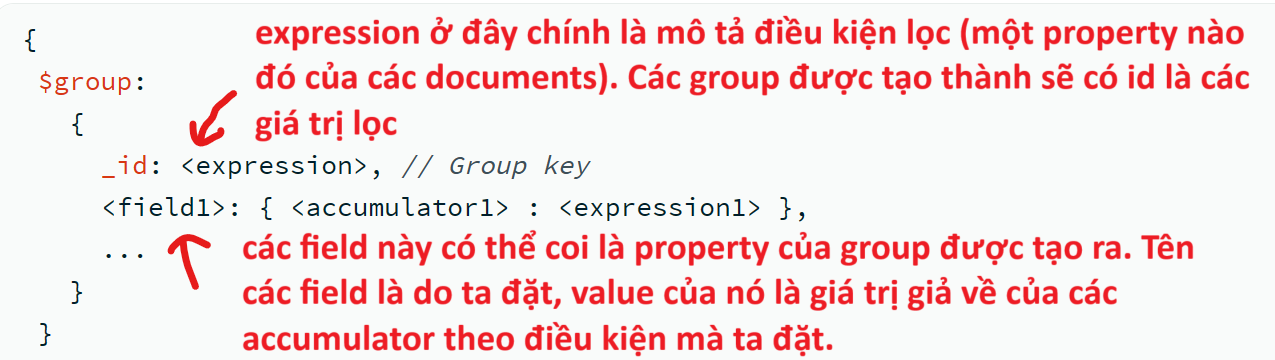 {
expression ở đây chính là mô tả điều kiện lọc (một property nào
$group:
đó của các documents). Các group được tạo thành sẽ có id là các
{
giá trị lọc
_id: <expression>, // Group key
<field1>: { <accumulator1> : <expression1> },
...
các field này có thể coi là property của group được tạo ra. Tên
}
các field là do ta đặt, value của nó là giá trị giả về của các
}
accumulator theo điều kiện mà ta đặt.